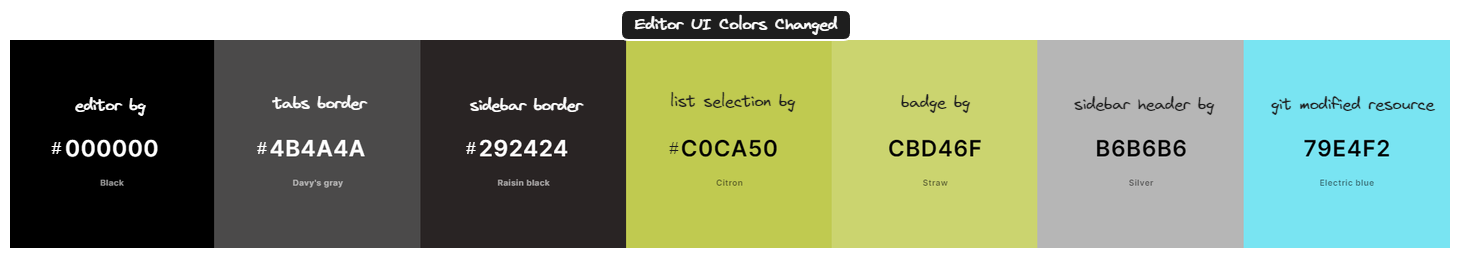 Editor UI Colors Changed
editor bg
#000000
Black
tabs border
#4B4A4A
Davy's gray
sidebar border
#292424
Raisin black
list selection bg
#C0CA50
Citron
badge bg
CBD46F
Straw
sidebar header bg
B6B6B6
Silver
git modified resource
79E4F2
Electric blue